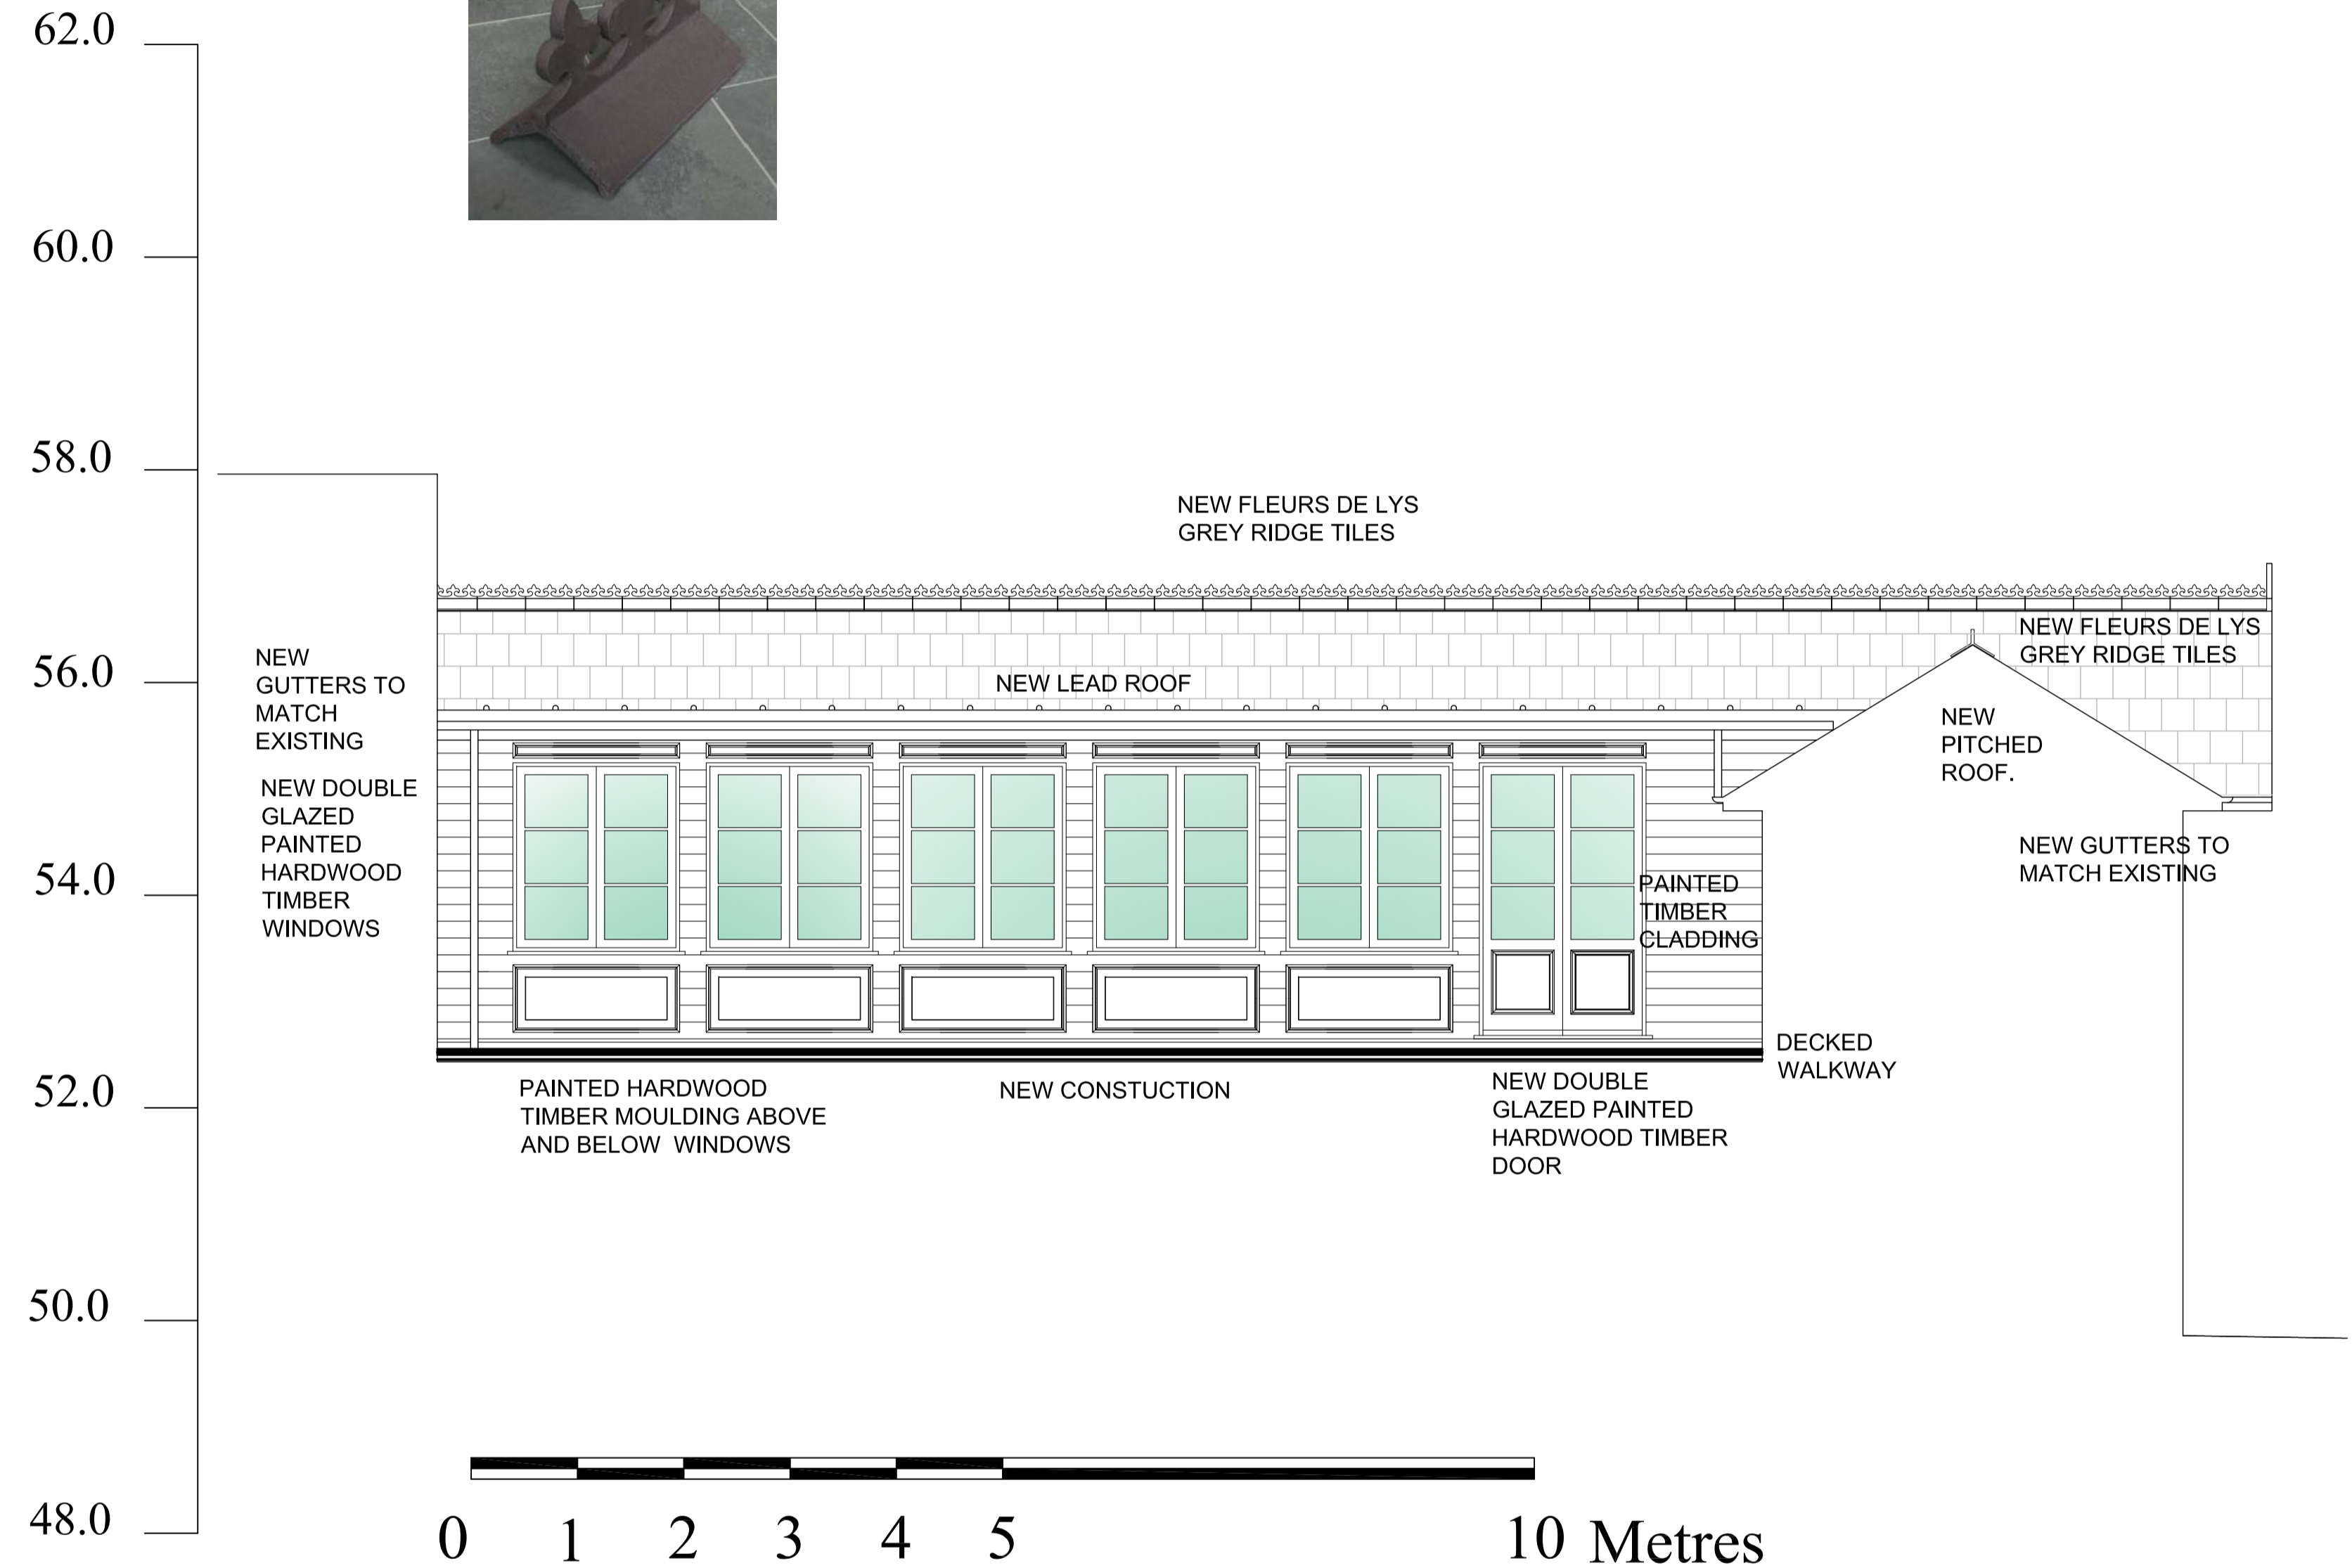 62.0
60.0
58.0
56.0
54.0
52.0
50.0
48.0
NEW FLEURS DE LYS
GREY RIDGE TILES
NEW FLEURS DE LYS
GREY RIDGE TILES
NEW
GUTTERS TO
MATCH
EXISTING
NEW LEAD ROOF
NEW
PITCHED
ROOF.
NEW DOUBLE
GLAZED
PAINTED
HARDWOOD
TIMBER
WINDOWS
NEW GUTTERS TO
MATCH EXISTING
PAINTED
TIMBER
CLADDING
DECKED
WALKWAY
PAINTED HARDWOOD
TIMBER MOULDING ABOVE
AND BELOW WINDOWS
NEW CONSTUCTION
NEW DOUBLE
GLAZED PAINTED
HARDWOOD TIMBER
DOOR
0 1 2 3 4 5 10 Metres